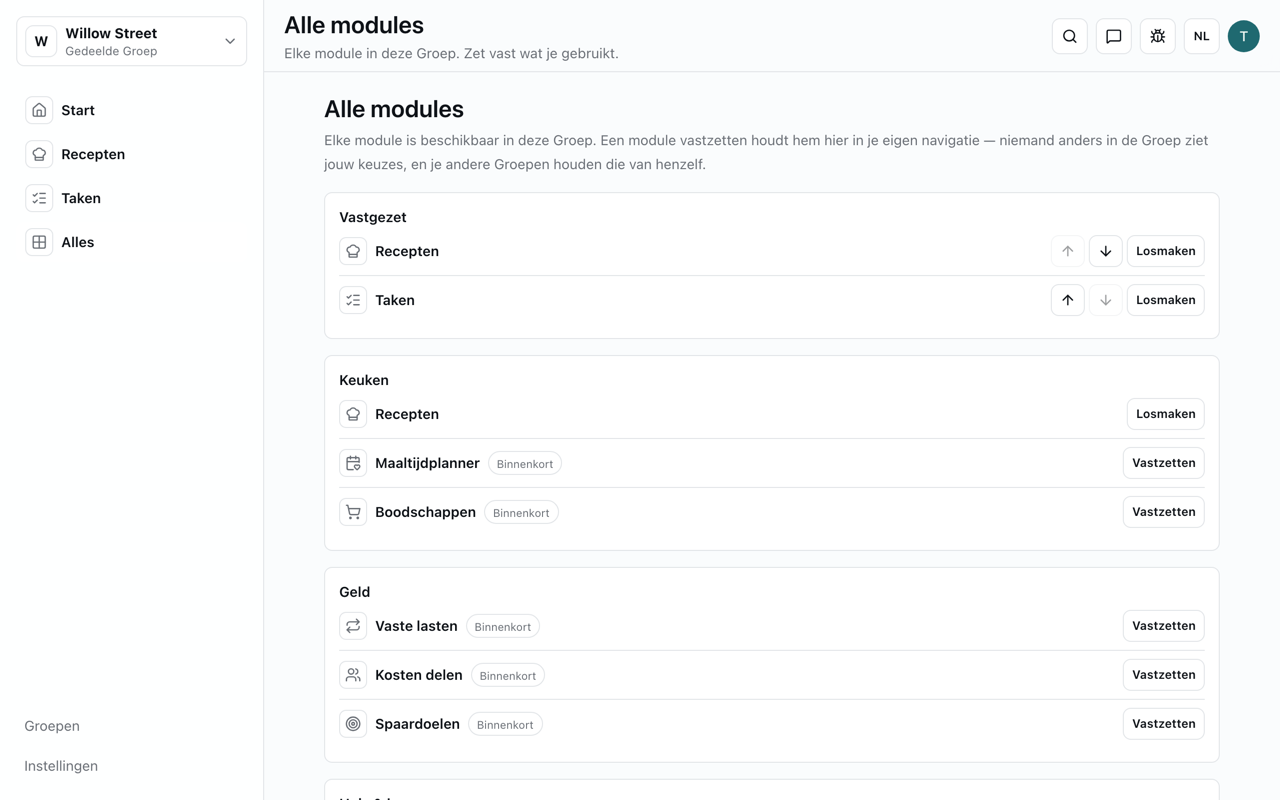 W
Willow Street
Gedeelde Groep
Start
Recepten
Taken
Alles
Groepen
Instellingen
Alle modules
Elke module in deze Groep. Zet vast wat je gebruikt.
NL
T
Alle modules
Elke module is beschikbaar in deze Groep. Een module vastzetten houdt hem hier in je eigen navigatie — niemand anders in de Groep ziet
jouw keuzes, en je andere Groepen houden die van henzelf.
Vastgezet
Recepten
Losmaken
Taken
Losmaken
Keuken
Recepten
Losmaken
Maaltijdplanner
Binnenkort
Vastzetten
Boodschappen
Binnenkort
Vastzetten
Geld
Vaste lasten
Binnenkort
Vastzetten
Kosten delen
Binnenkort
Vastzetten
Spaardoelen
Binnenkort
Vastzetten